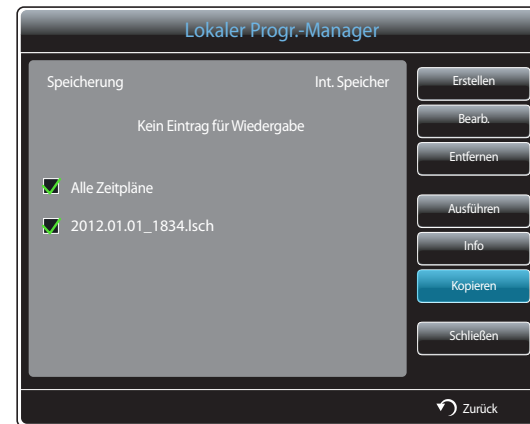 Lokaler Progr.-Manager
Speicherung Int. Speicher
Kein Eintrag für Wiedergabe
Alle Zeitpläne
2012.01.01_1834.lsch
Erstellen
Bearb.
Entfernen
Ausführen
Info
Kopieren
Schließen
Zurück